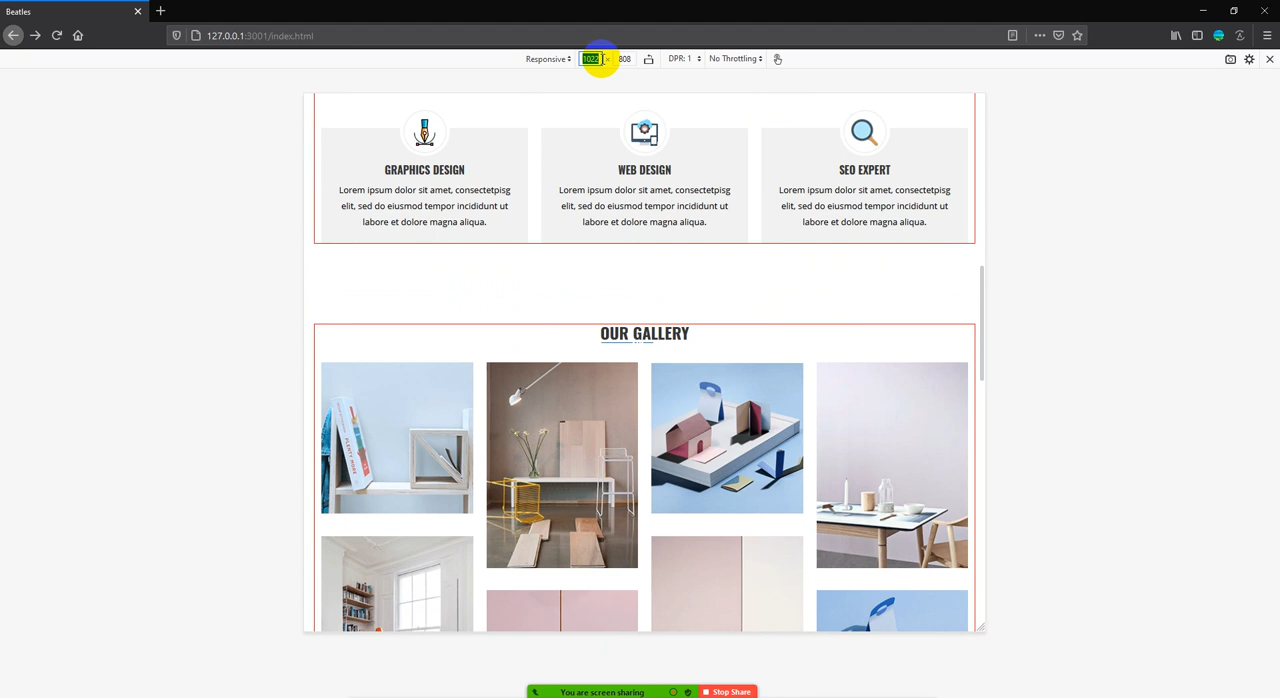 Beatles
127.0.0.1:3001/index.html
Responsive 1022 × 808 DPR: 1 No Throttling
GRAPHICS DESIGN
Lorem ipsum dolor sit amet, consectetpisg
elit, sed do eiusmod tempor incididunt ut
labore et dolore magna aliqua.
WEB DESIGN
Lorem ipsum dolor sit amet, consectetpisg
elit, sed do eiusmod tempor incididunt ut
labore et dolore magna aliqua.
SEO EXPERT
Lorem ipsum dolor sit amet, consectetpisg
elit, sed do eiusmod tempor incididunt ut
labore et dolore magna aliqua.
OUR GALLERY
PLENTY MORE
You are screen sharing Stop Share